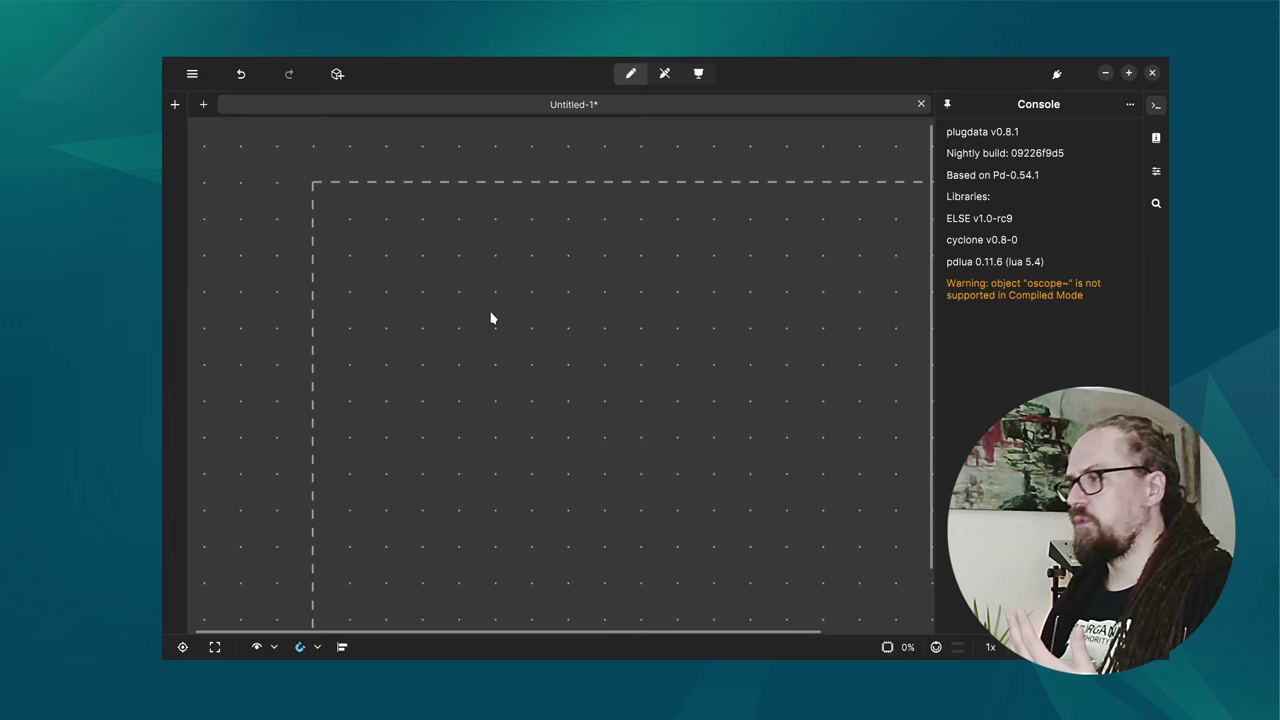 Untitled-1*
Console
plugdata v0.8.1
Nightly build: 09226f9d5
Based on Pd-0.54.1
Libraries:
ELSE v1.0-rc9
cyclone v0.8-0
pdlua 0.11.6 (lua 5.4)
Warning: object "oscope~" is not
supported in Compiled Mode
0%
1x